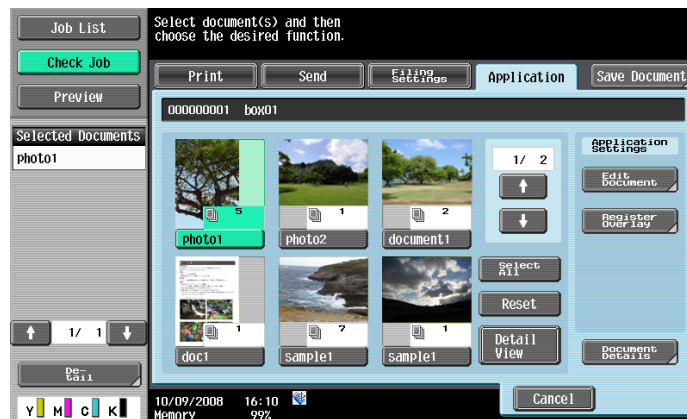 Job List
Check Job
Preview
Selected Documents
photo1
1/ 1
De-
tail
Y M C K
Select document(s) and then
choose the desired function.
Print
Send
Filing
Settings
Application
Save Document
000000001 box01
5
photo1
1
photo2
2
document1
1
doc1
7
sample1
1
sample1
1/ 2
Select
All
Reset
Detail
View
Application
Settings
Edit
Document
Register
Overlay
Document
Details
Cancel
10/09/2008 16:10
Memory 99%